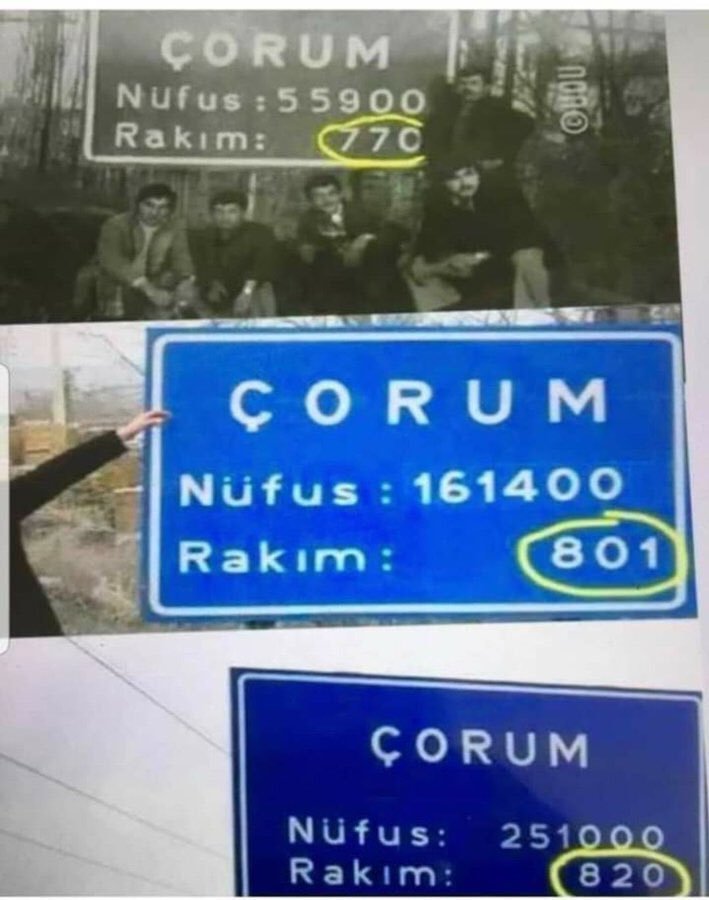 ÇORUM
Nüfus : 55900
Rakım: 770
ÇORUM
Nüfus : 161400
Rakım: 801
ÇORUM
Nüfus: 251000
Rakım: 820